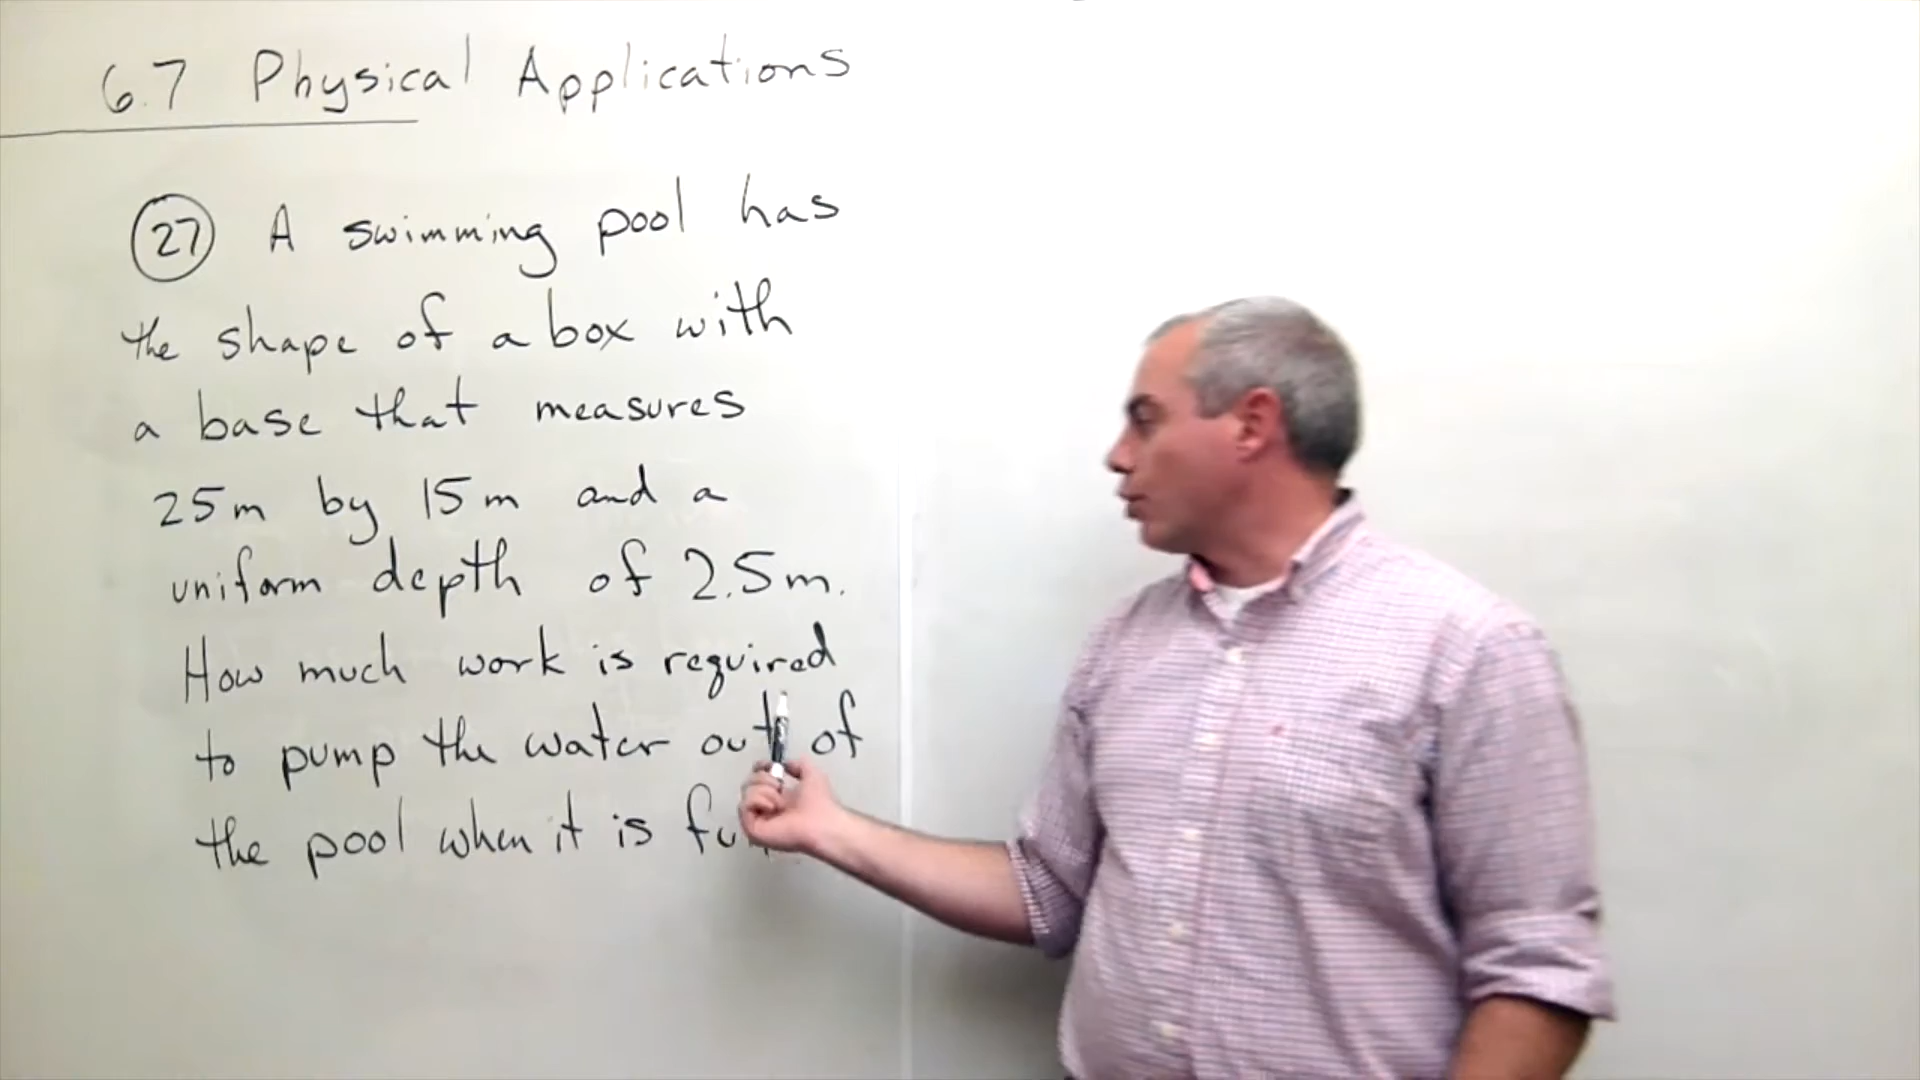 6.7 Physical Applications
27 A swimming pool has
the shape of a box with
a base that measures
25m by 15m and a
uniform depth of 2.5m.
How much work is required
to pump the water out of
the pool when it is